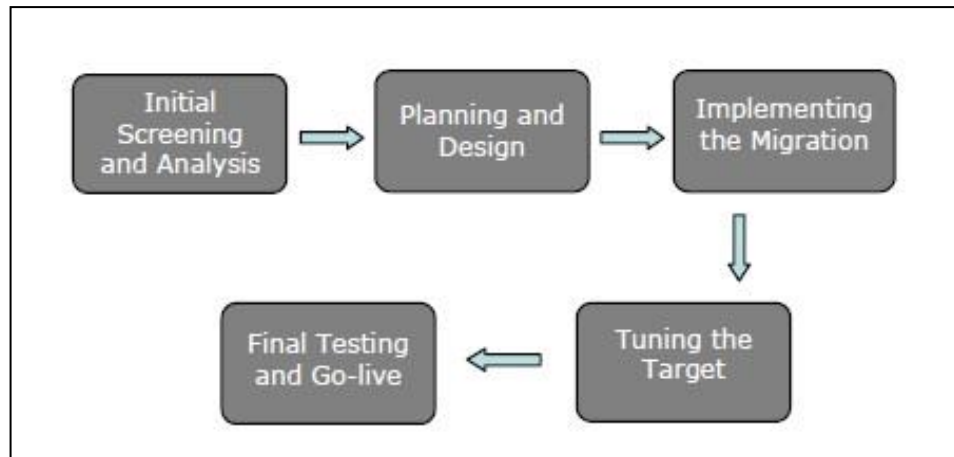 Initial
Screening
and Analysis
Planning and
Design
Implementing
the Migration
Tuning the
Target
Final Testing
and Go-live